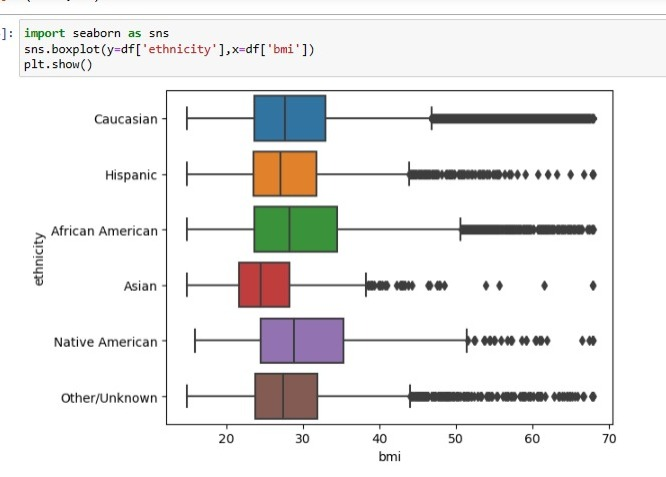 ]:
import seaborn as sns
sns.boxplot(y=df['ethnicity'],x=df['bmi'])
plt.show()
Caucasian
Hispanic
African American
Asian
Native American
Other/Unknown
ethnicity
20 30 40 50 60 70
bmi